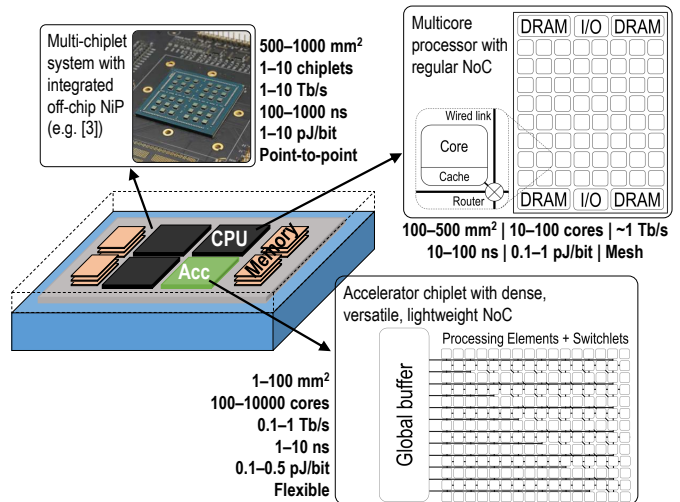 Multi-chiplet
system with
integrated
off-chip NiP
(e.g. [3])
500–1000 mm²
1–10 chiplets
1–10 Tb/s
100–1000 ns
1–10 pJ/bit
Point-to-point
Multicore
processor with
regular NoC
DRAM I/O DRAM
Wired link
Core
Cache
Router
DRAM I/O DRAM
100–500 mm² | 10–100 cores | ~1 Tb/s
10–100 ns | 0.1–1 pJ/bit | Mesh
CPU
Acc
Memory
Accelerator chiplet with dense,
versatile, lightweight NoC
Processing Elements + Switchlets
Global buffer
1–100 mm²
100–10000 cores
0.1–1 Tb/s
1–10 ns
0.1–0.5 pJ/bit
Flexible